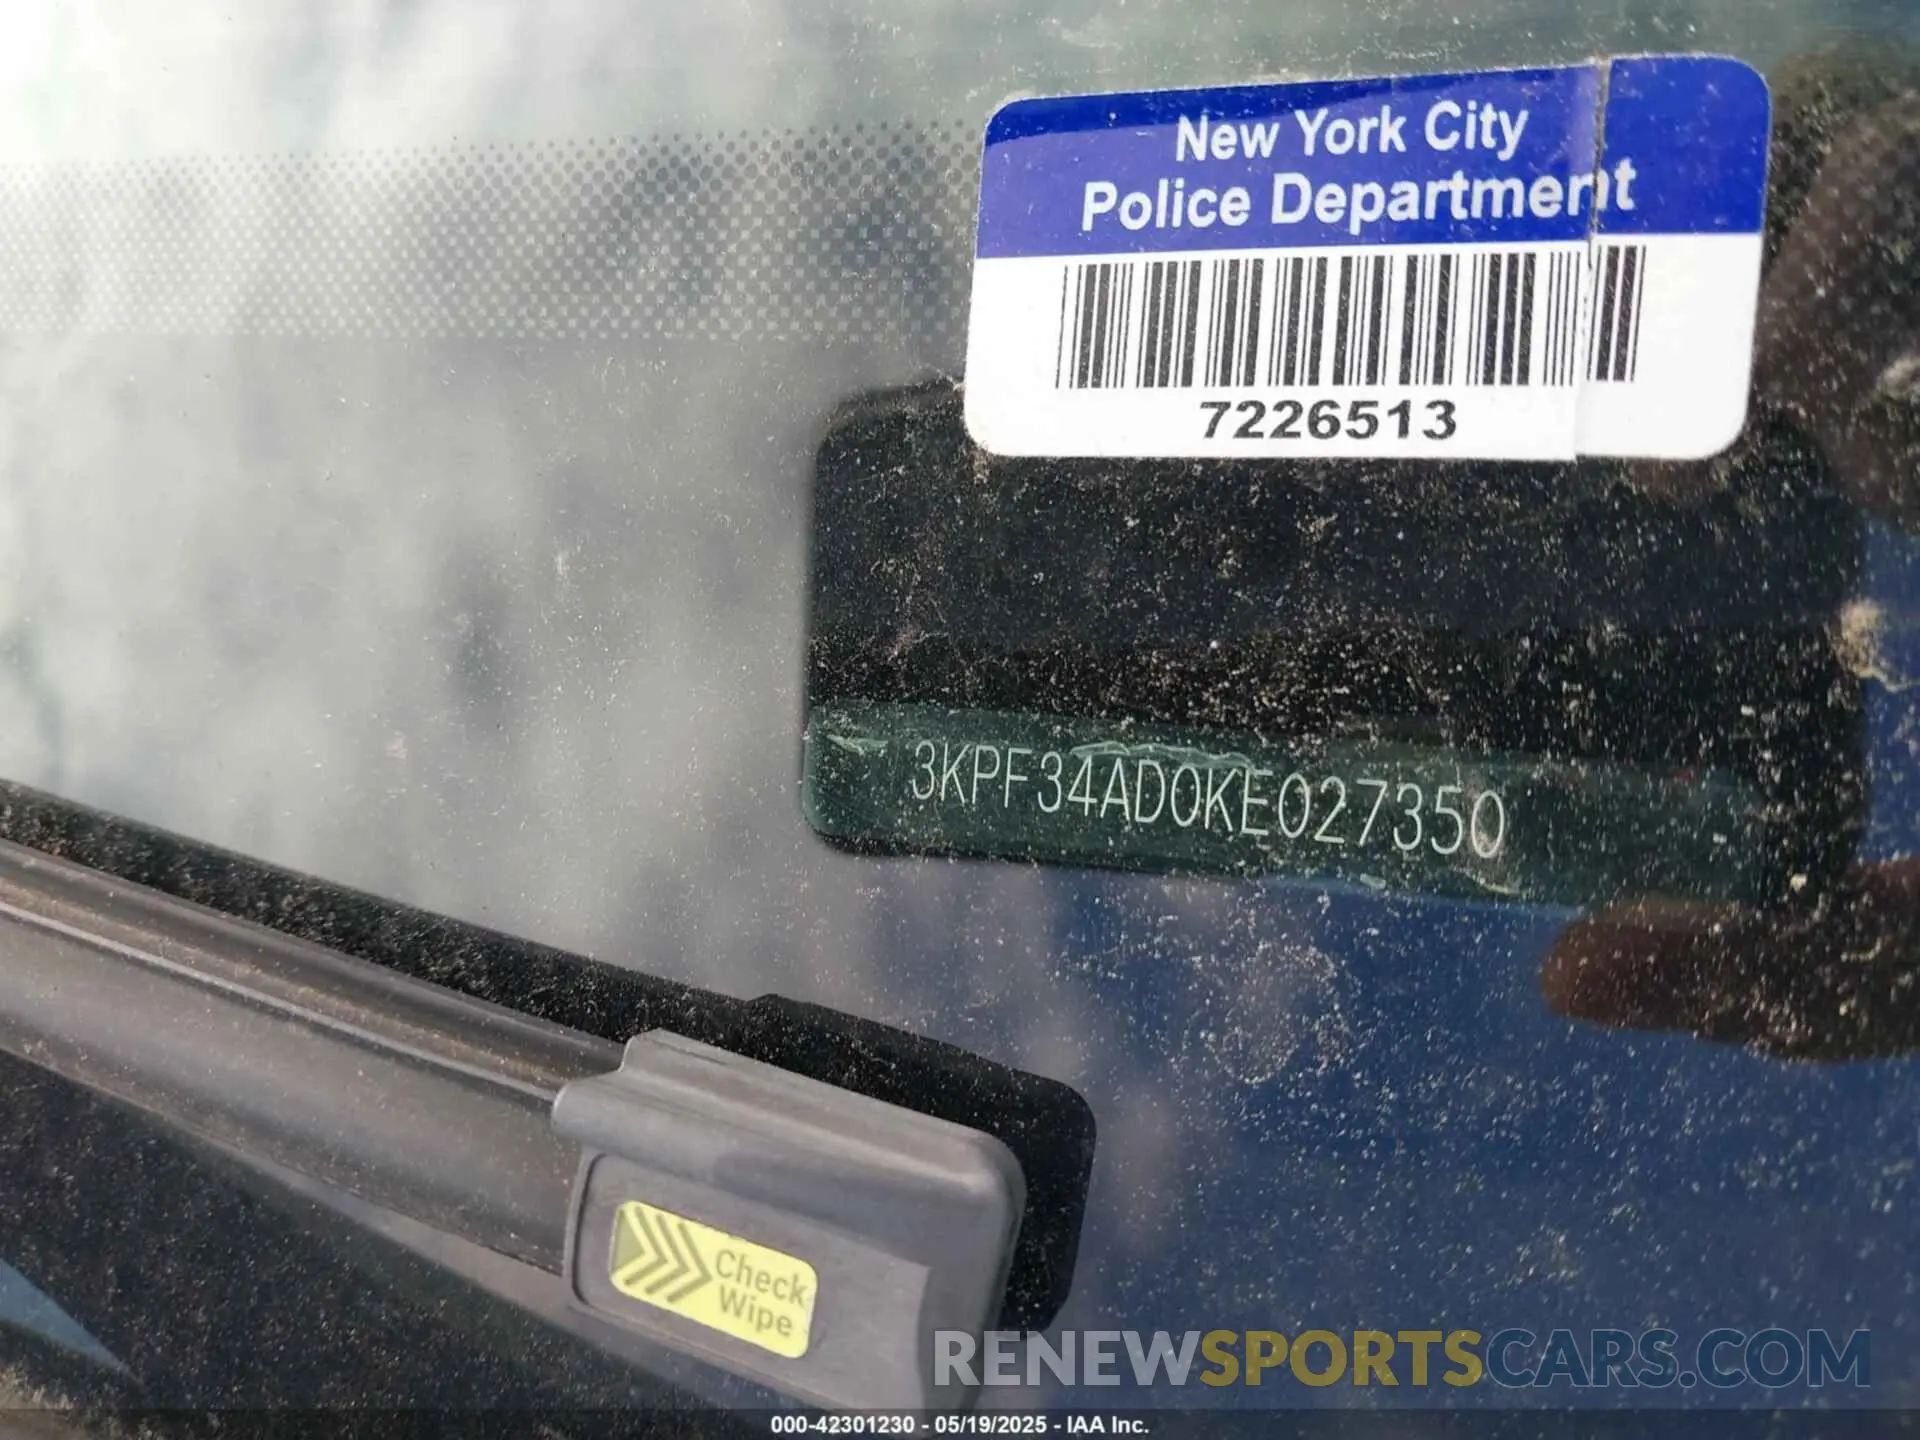 New York City
Police Department
7226513
3KPF34AD0KE027350
Check
Wipe
RENEWSPORTSCARS.COM
000-42301230 - 05/19/2025 - IAA Inc.